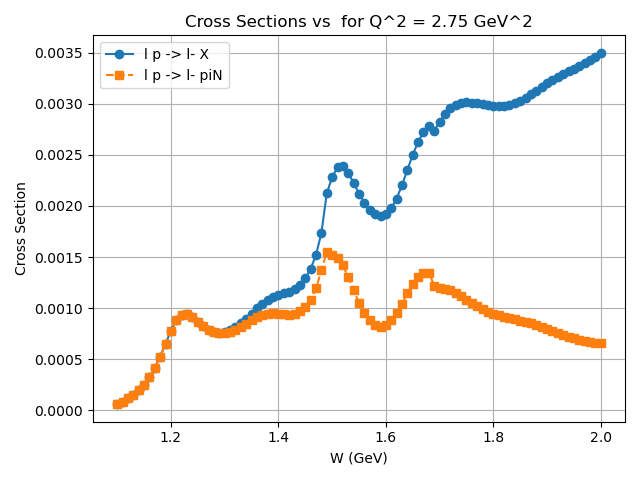 Cross Sections vs  for Q^2 = 2.75 GeV^2
l p -> l- X
l p -> l- piN
Cross Section
0.0035
0.0030
0.0025
0.0020
0.0015
0.0010
0.0005
0.0000
1.2 1.4 1.6 1.8 2.0
W (GeV)